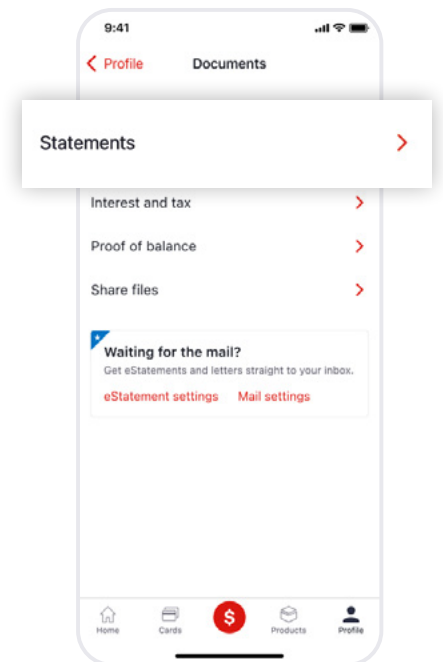 9:41
Profile Documents
Statements
Interest and tax
Proof of balance
Share files
Waiting for the mail?
Get eStatements and letters straight to your inbox.
eStatement settings Mail settings
$
Home Cards Products Profile